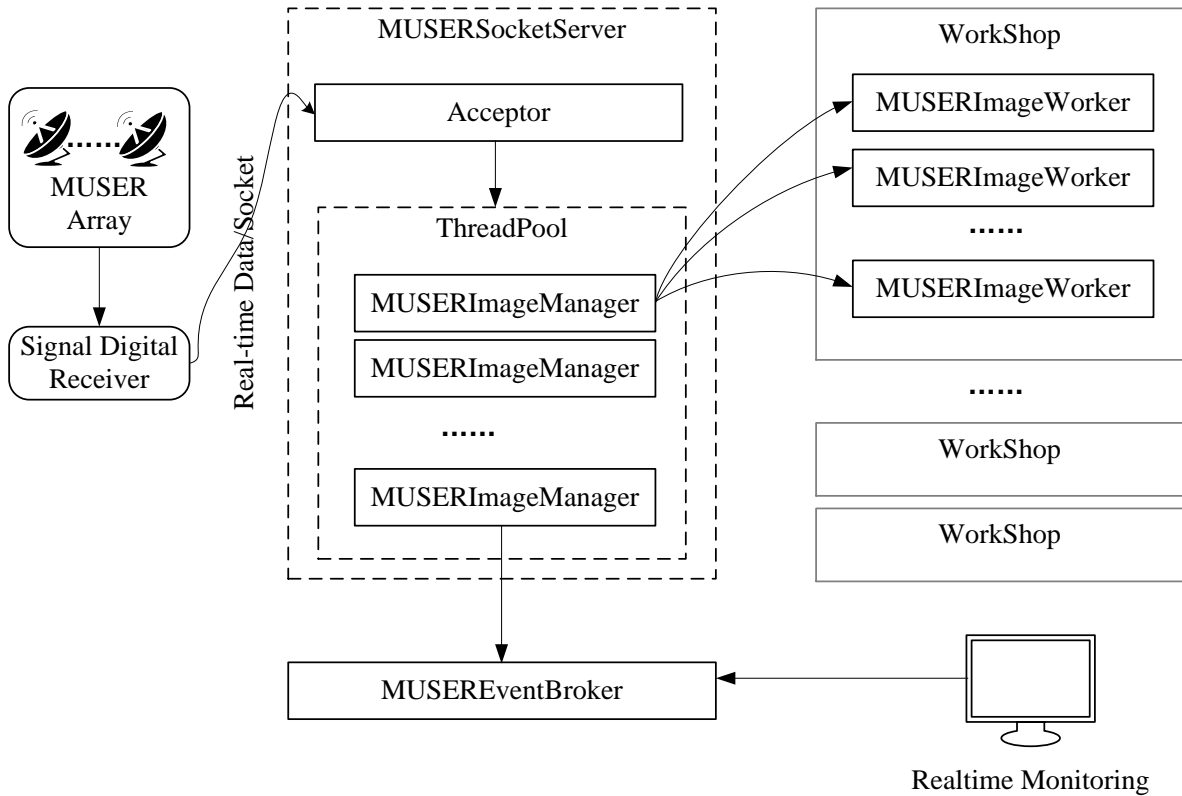 MUSERSocketServer
WorkShop
Acceptor
MUSERImageWorker
MUSERImageWorker
......
MUSERImageWorker
......
MUSER
Array
Real-time Data/Socket
ThreadPool
MUSERImageManager
MUSERImageManager
......
MUSERImageManager
Signal Digital
Receiver
......
WorkShop
WorkShop
MUSEREventBroker
Realtime Monitoring